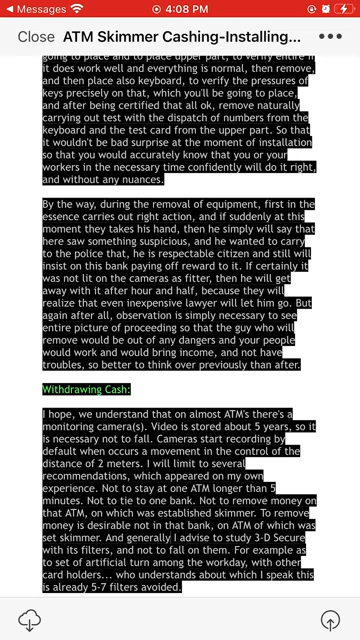 Messages 4:08 PM
Close ATM Skimmer Cashing-Installing...
going to place and to place upper part, to verify entire if
it does work well and everything is normal, then remove,
and then place also keyboard, to verify the pressures of
keys precisely on that, which you'll be going to place,
and after being certified that all ok, remove naturally
carrying out test with the dispatch of numbers from the
keyboard and the test card from the upper part. So that
it wouldn't be bad surprise at the moment of installation
so that you would accurately know that you or your
workers in the necessary time confidently will do it right,
and without any nuances.
By the way, during the removal of equipment, first in the
essence carries out right action, and if suddenly at this
moment they takes his hand, then he simply will say that
here saw something suspicious, and he wanted to carry
to the police that, he is respectable citizen and still will
insist on this bank paying off reward to it. If certainly it
was not lit on the cameras as fitter, then he will get
away with it after hour and half, because they will
realize that even inexpensive lawyer will let him go. But
again after all, observation is simply necessary to see
entire picture of proceeding so that the guy who will
remove would be out of any dangers and your people
would work and would bring income, and not have
troubles, so better to think over previously than after.
Withdrawing Cash:
I hope, we understand that on almost ATM's there's a
monitoring camera(s). Video is stored about 5 years, so it
is necessary not to fall. Cameras start recording by
default when occurs a movement in the control of the
distance of 2 meters. I will limit to several
recommendations, which appeared on my own
experience. Not to stay at one ATM longer than 5
minutes. Not to tie to one bank. Not to remove money on
that ATM, on which was established skimmer. To remove
money is desirable not in that bank, on ATM of which was
set skimmer. And generally I advise to study 3-D Secure
with its filters, and not to fall on them. For example as
to set of artificial turn among the workday, with other
card holders... who understands about which I speak this
is already 5-7 filters avoided.